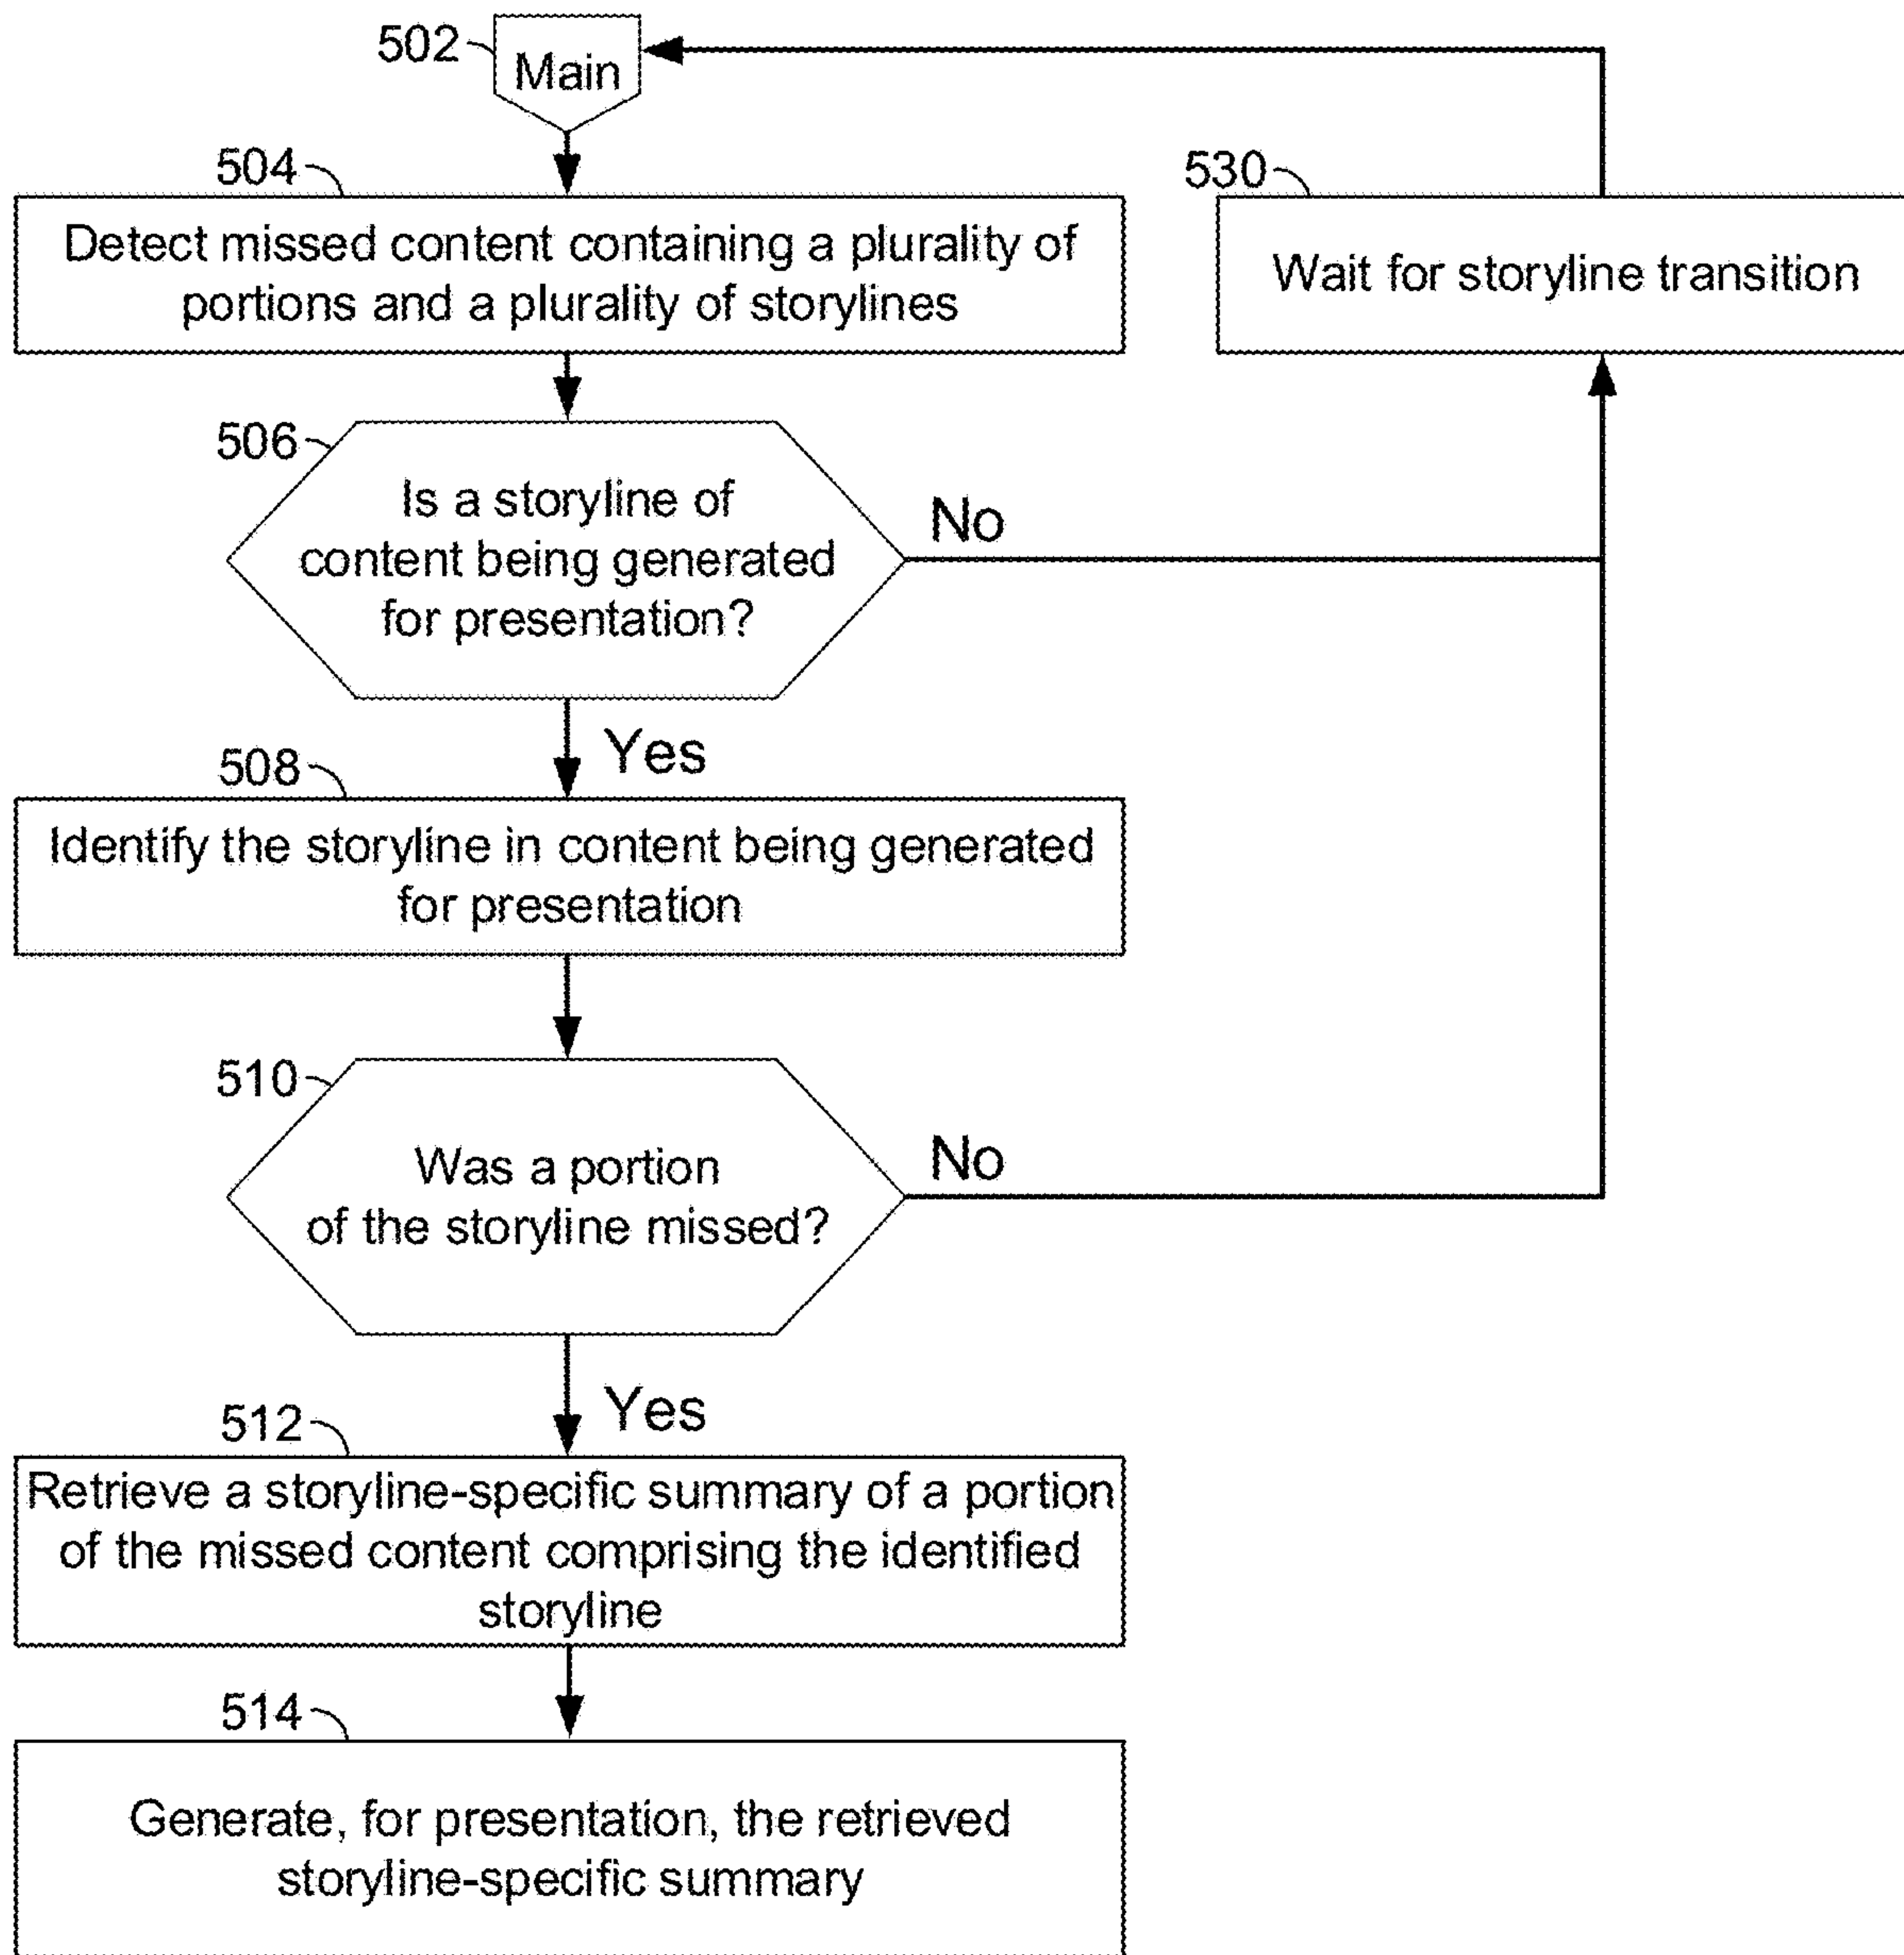 502
Main
504
Detect missed content containing a plurality of
portions and a plurality of storylines
530
Wait for storyline transition
506
Is a storyline of
content being generated
for presentation?
No
Yes
508
Identify the storyline in content being generated
for presentation
510
Was a portion
of the storyline missed?
No
Yes
512
Retrieve a storyline-specific summary of a portion
of the missed content comprising the identified
storyline
514
Generate, for presentation, the retrieved
storyline-specific summary